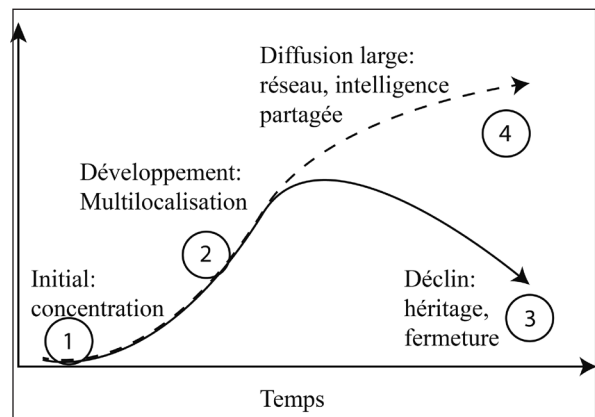 Diffusion large:
réseau, intelligence
partagée
4
Développement:
Multilocalisation
2
Initial:
concentration
1
Déclin:
héritage,
fermeture
3
Temps